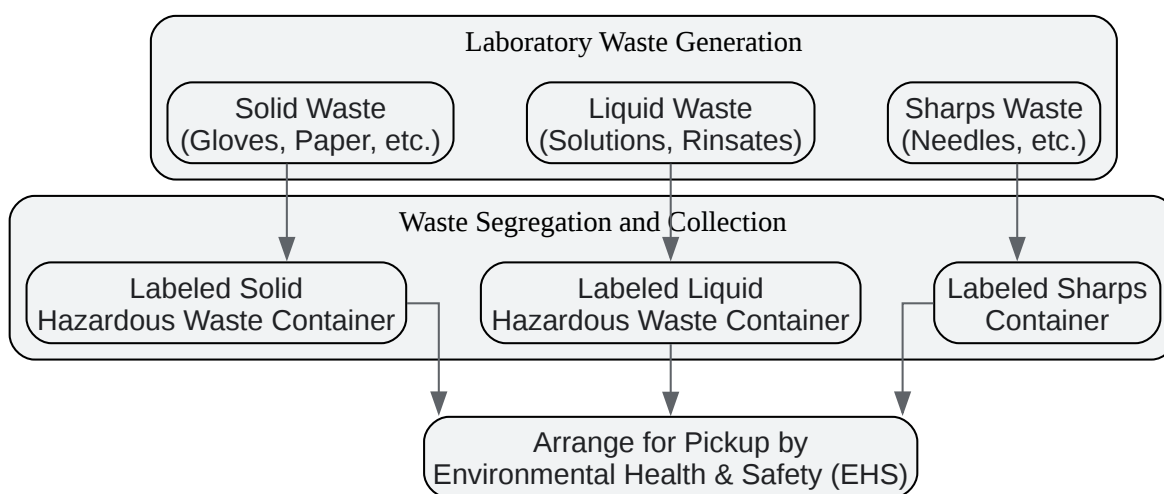 Laboratory Waste Generation
Solid Waste
(Gloves, Paper, etc.)
Liquid Waste
(Solutions, Rinsates)
Sharps Waste
(Needles, etc.)
Waste Segregation and Collection
Labeled Solid
Hazardous Waste Container
Labeled Liquid
Hazardous Waste Container
Labeled Sharps
Container
Arrange for Pickup by
Environmental Health & Safety (EHS)